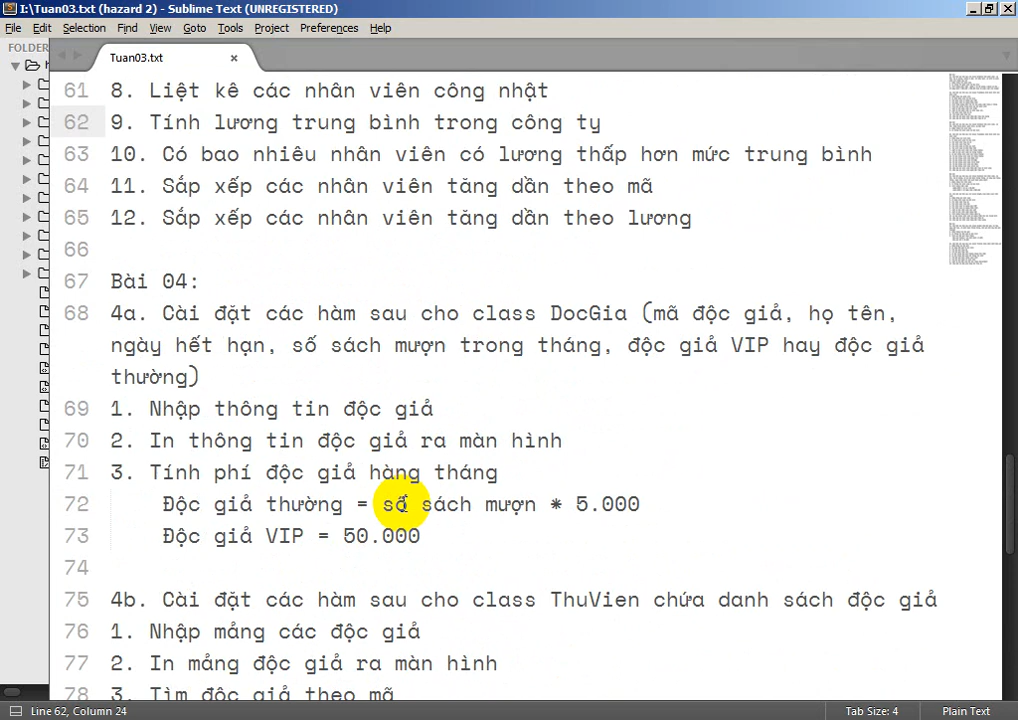 I:\Tuan03.txt (hazard 2) - Sublime Text (UNREGISTERED)
File Edit Selection Find View Goto Tools Project Preferences Help
FOLDER
Tuan03.txt
61 8. Liệt kê các nhân viên công nhật
62 9. Tính lương trung bình trong công ty
63 10. Có bao nhiêu nhân viên có lương thấp hơn mức trung bình
64 11. Sắp xếp các nhân viên tăng dần theo mã
65 12. Sắp xếp các nhân viên tăng dần theo lương
66
67 Bài 04:
68 4a. Cài đặt các hàm sau cho class DocGia (mã độc giả, họ tên,
ngày hết hạn, số sách mượn trong tháng, độc giả VIP hay độc giả
thường)
69 1. Nhập thông tin độc giả
70 2. In thông tin độc giả ra màn hình
71 3. Tính phí độc giả hàng tháng
72 Độc giả thường = số sách mượn * 5.000
73 Độc giả VIP = 50.000
74
75 4b. Cài đặt các hàm sau cho class ThuVien chứa danh sách độc giả
76 1. Nhập mảng các độc giả
77 2. In mảng độc giả ra màn hình
78 3. Tìm độc giả theo mã
Line 62, Column 24 Tab Size: 4 Plain Text